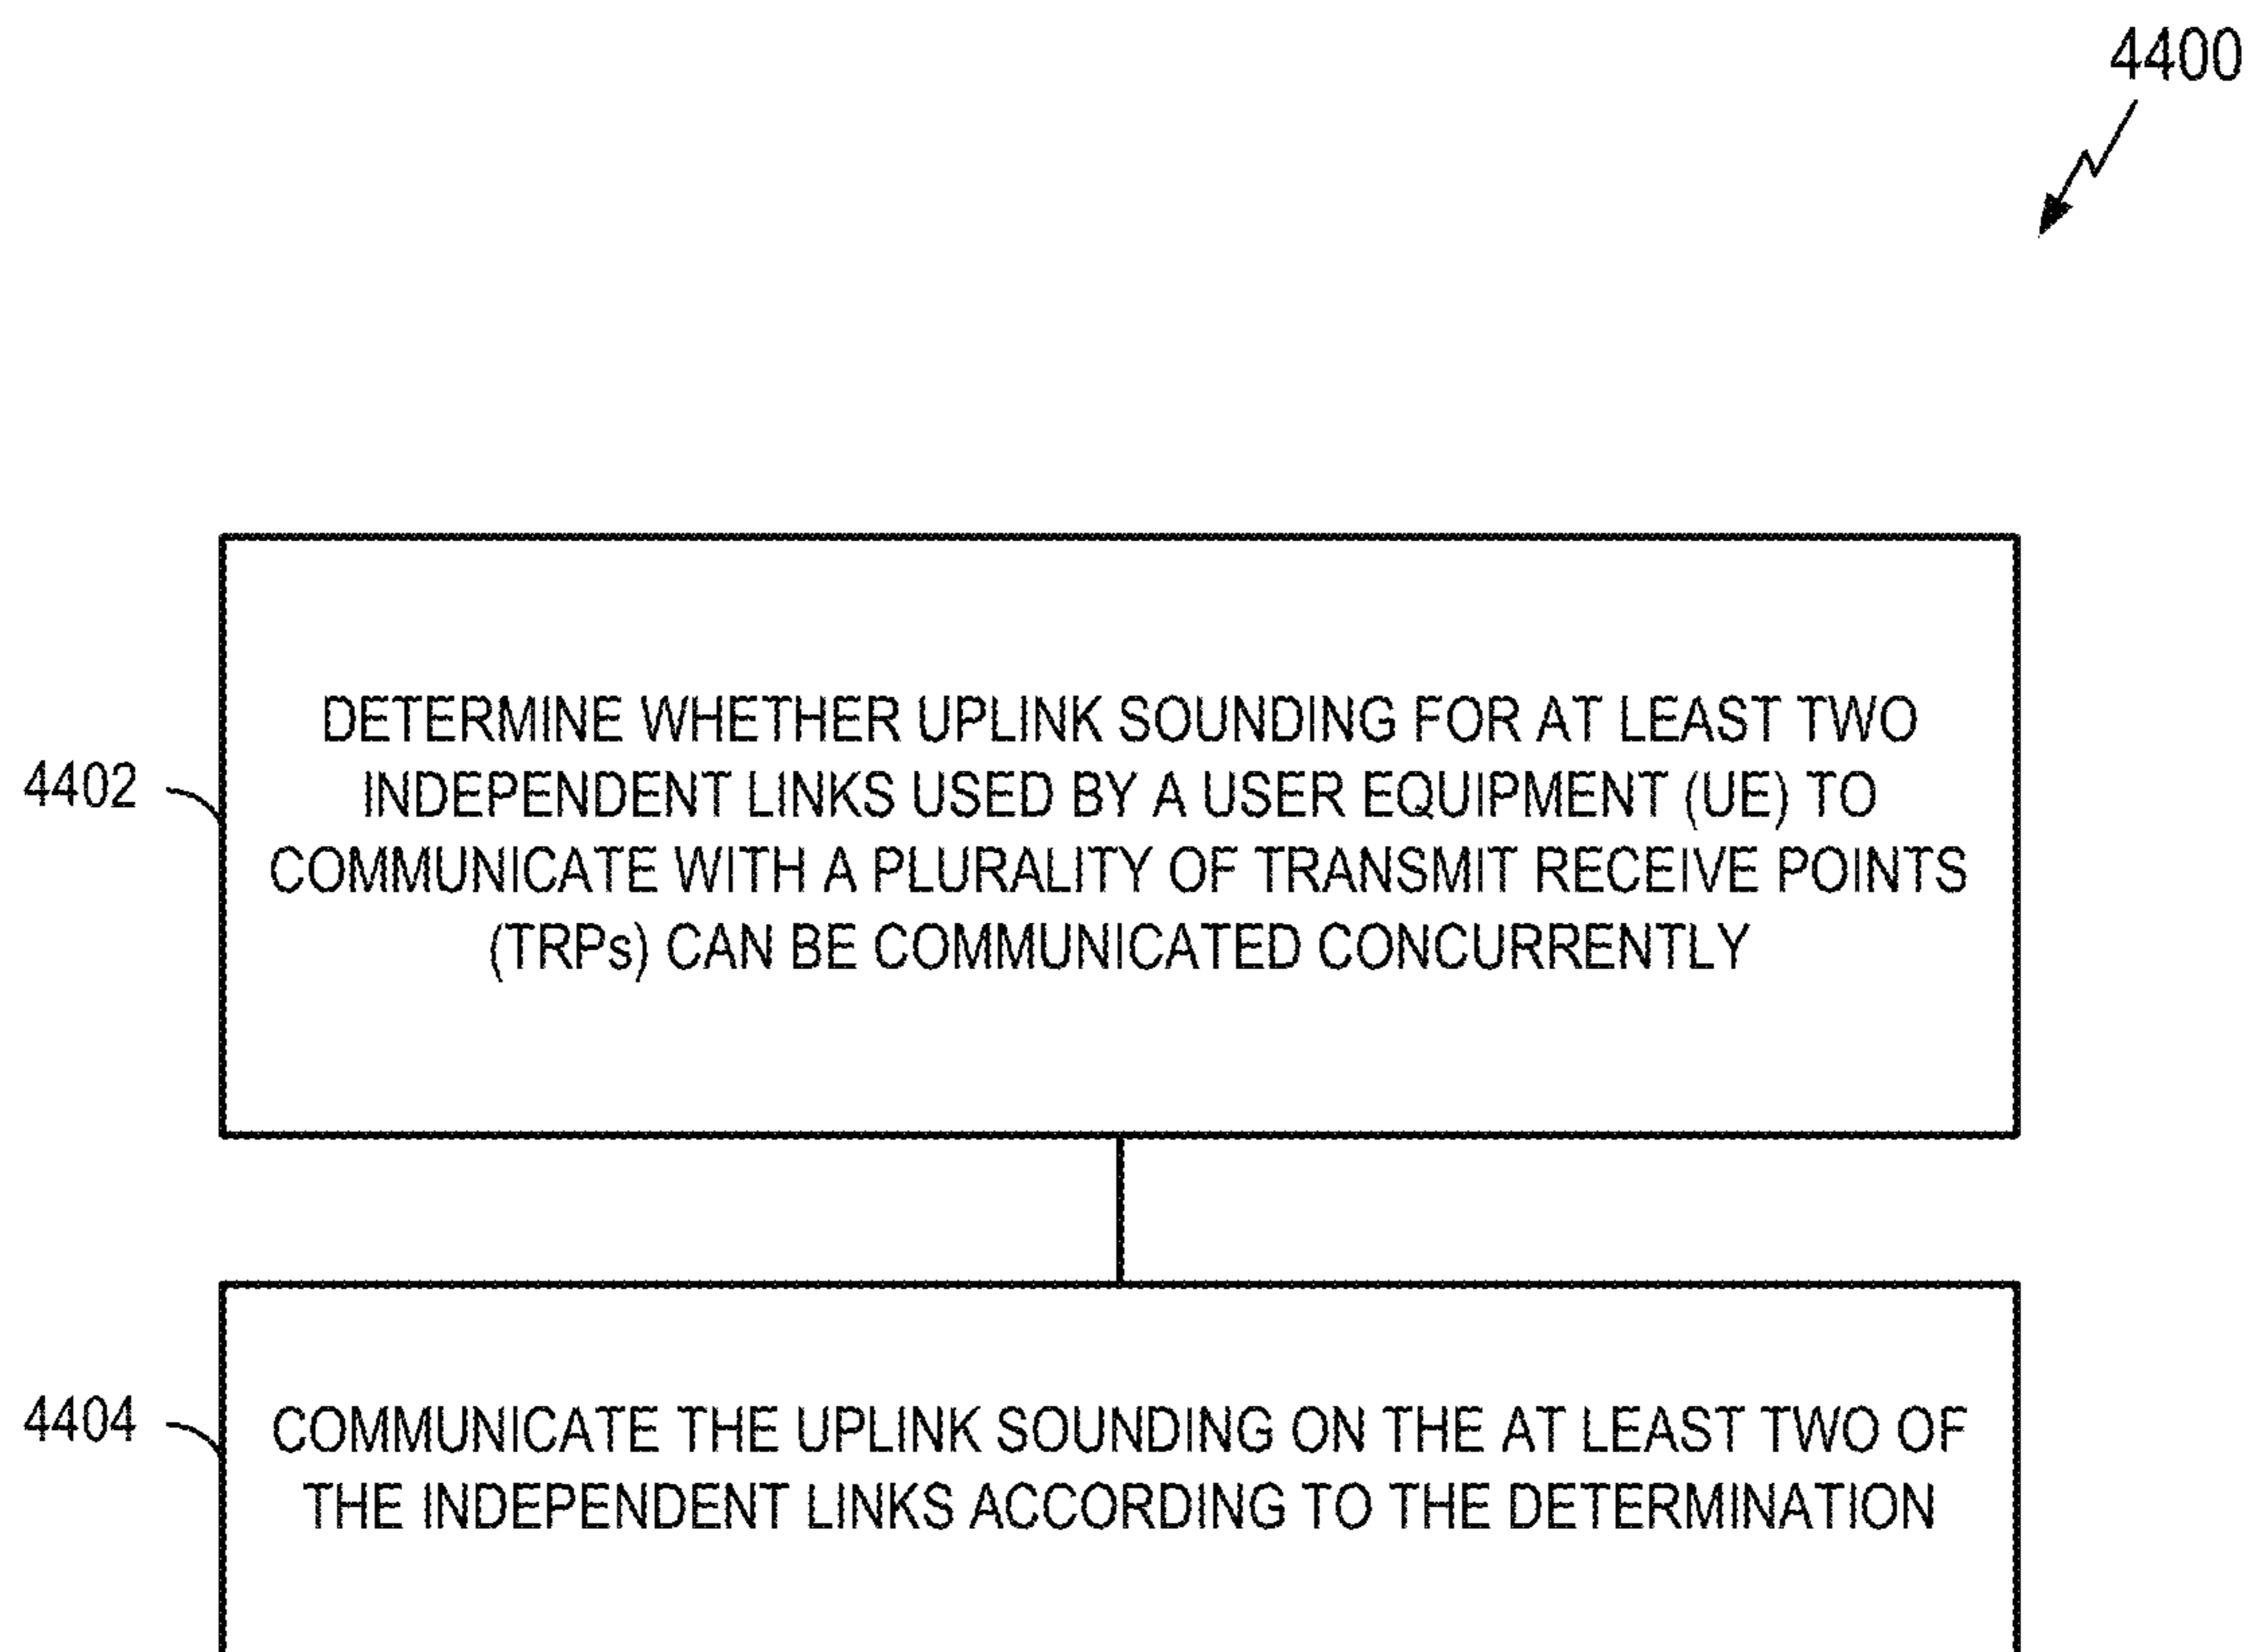 4400
4402
DETERMINE WHETHER UPLINK SOUNDING FOR AT LEAST TWO
INDEPENDENT LINKS USED BY A USER EQUIPMENT (UE) TO
COMMUNICATE WITH A PLURALITY OF TRANSMIT RECEIVE POINTS
(TRPs) CAN BE COMMUNICATED CONCURRENTLY
4404
COMMUNICATE THE UPLINK SOUNDING ON THE AT LEAST TWO OF
THE INDEPENDENT LINKS ACCORDING TO THE DETERMINATION